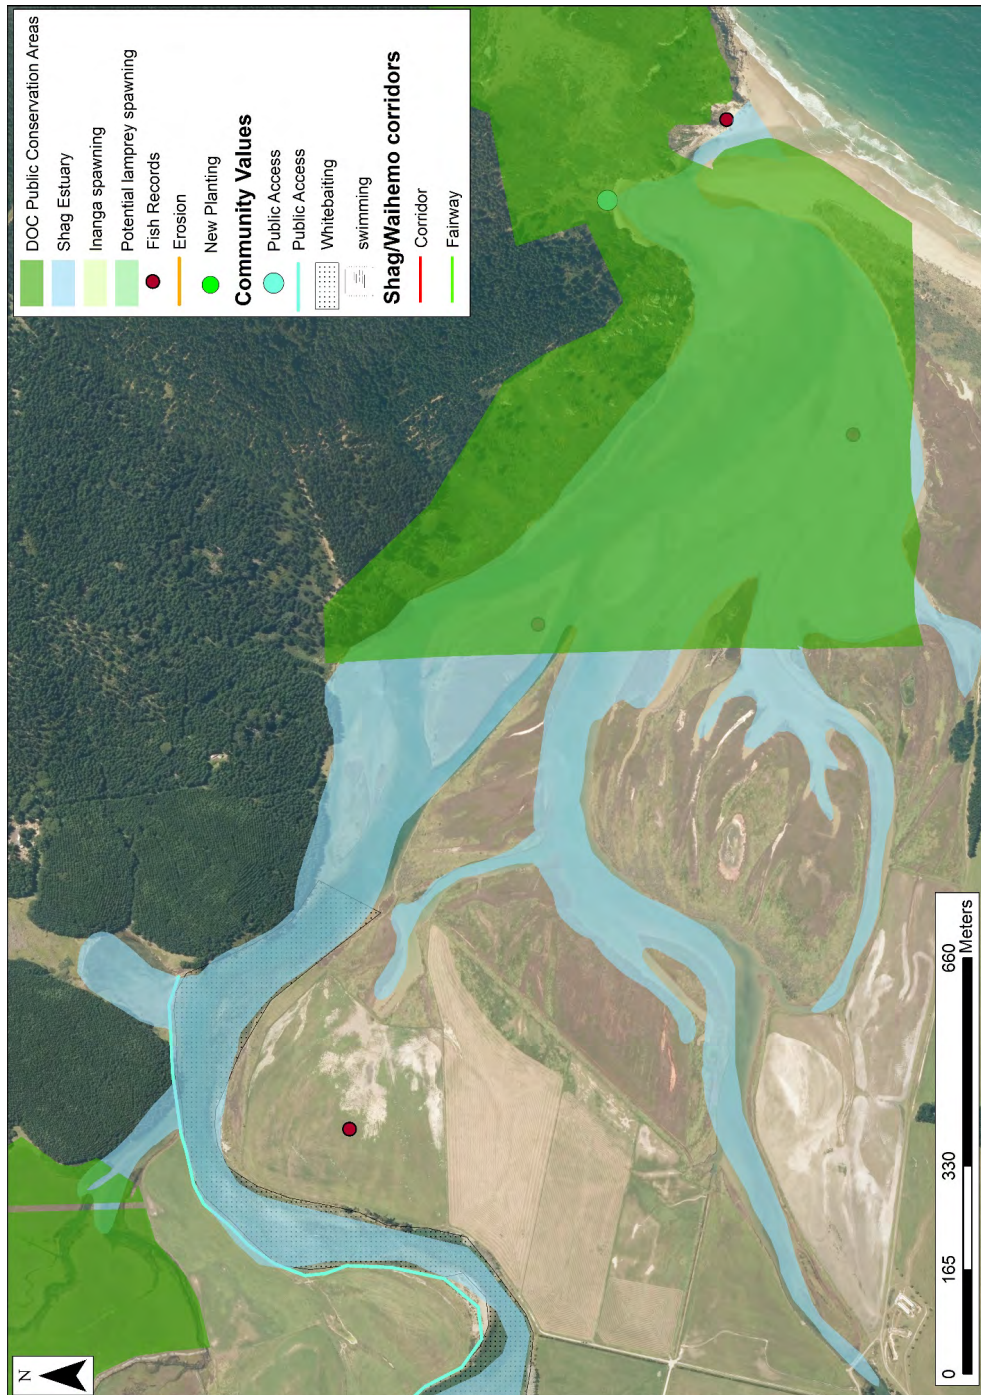 DOC Public Conservation Areas
Shag Estuary
Inanga spawning
Potential lamprey spawning
Fish Records
Erosion
New Planting
Community Values
Public Access
Public Access
Whitebaiting
swimming
Shag/Waihemo corridors
Corridor
Fairway
N
0 165 330 660
Meters